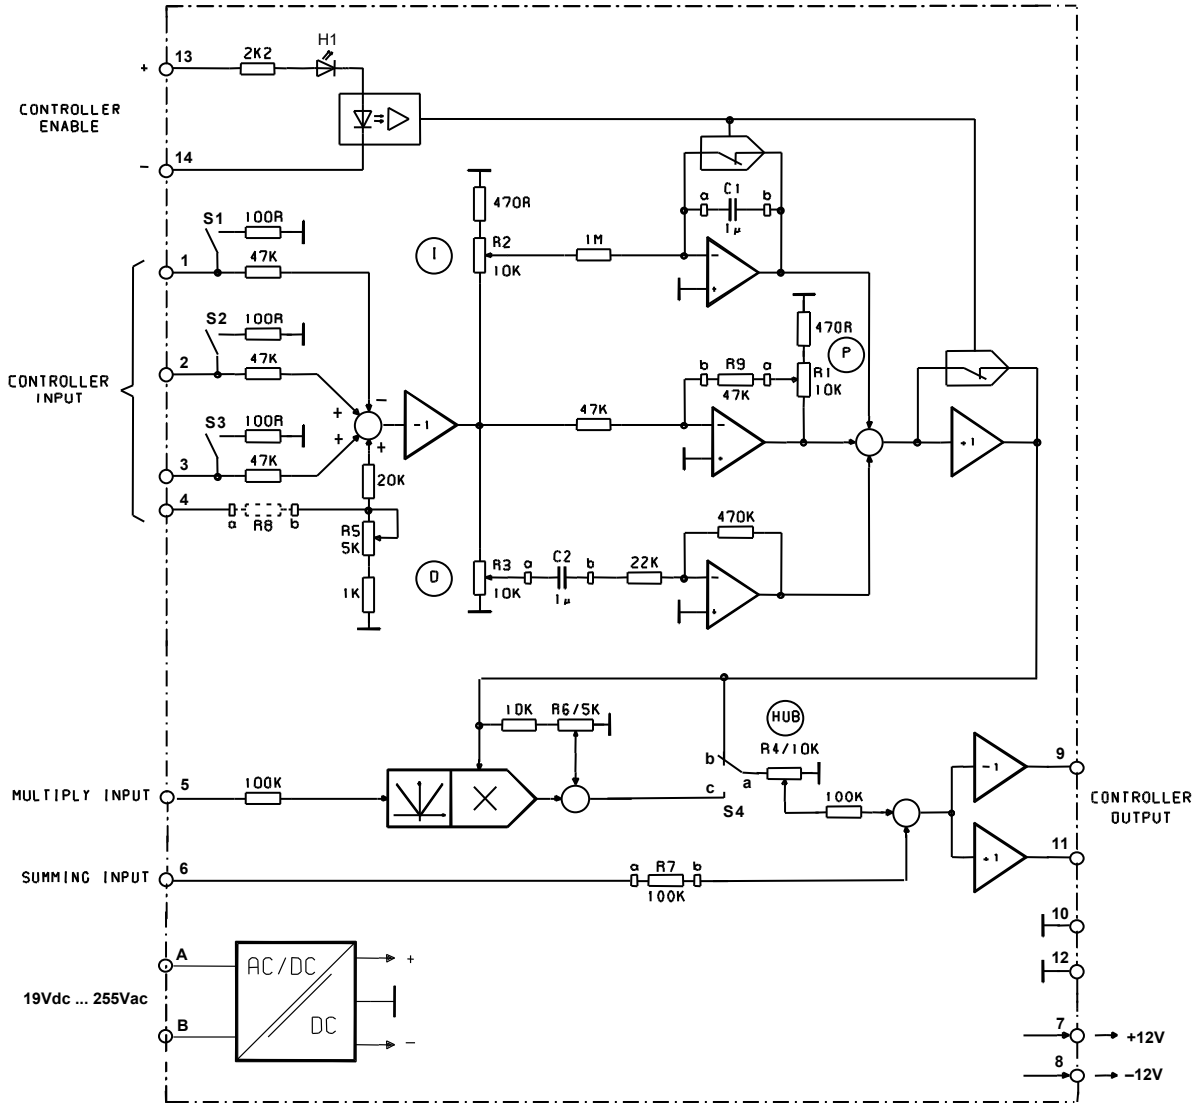 H1
13
2K2
+
CONTROLLER
ENABLE
–
14
S1
100R
1
47K
S2
100R
2
47K
CONTROLLER
INPUT
S3
100R
3
47K
4
a R8 b
+
+
–
+
-1
20K
R5
5K
1K
470R
I
R2
10K
1M
a C1 b
1µ
–
+
470R
P
R1
10K
b R9 a
47K
47K
–
+
+1
470K
D
R3
10K
a C2 b
1µ
22K
–
+
10K
R6/5K
HUB
R4/10K
b
a
c
S4
MULTIPLY INPUT
5
100K
100K
-1
9
CONTROLLER
OUTPUT
+1
11
SUMMING INPUT
6
a R7 b
100K
10
12
19Vdc ... 255Vac
A
B
AC/DC
DC
+
–
7
+12V
8
–12V